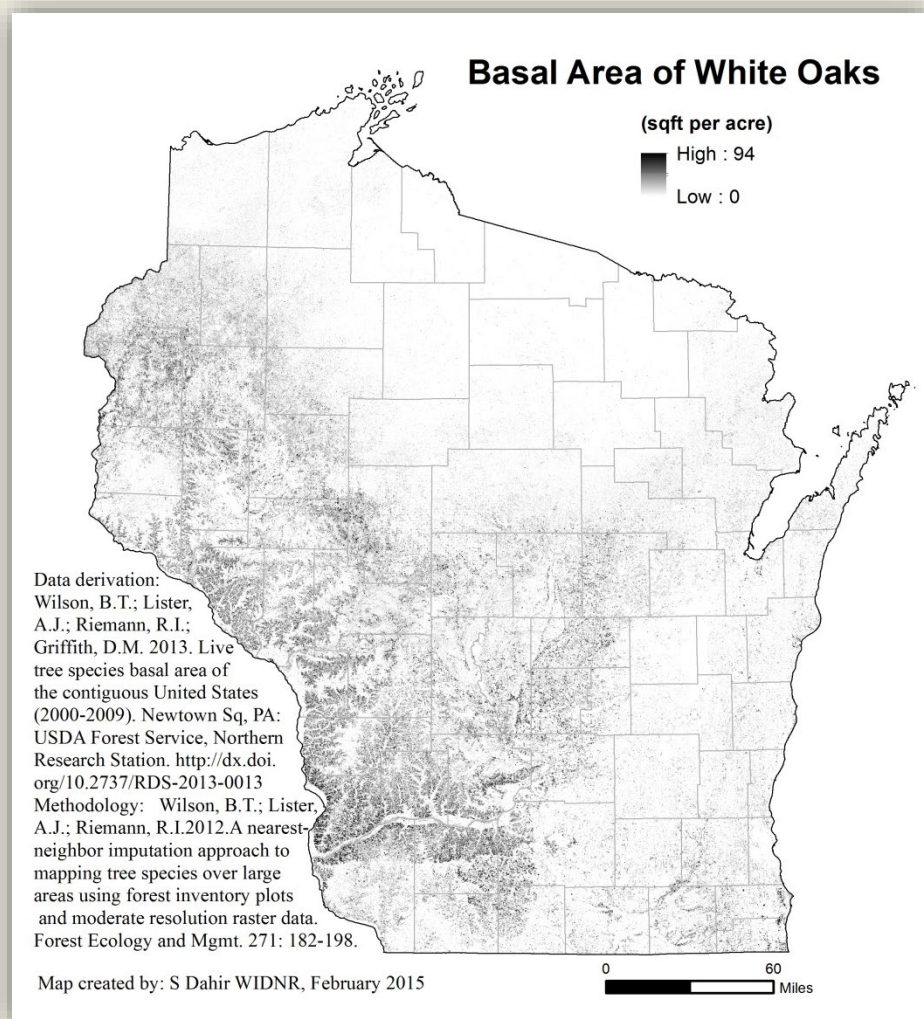 Basal Area of White Oaks
(sqft per acre)
High : 94
Low : 0
Data derivation:
Wilson, B.T.; Lister,
A.J.; Riemann, R.I.;
Griffith, D.M. 2013. Live
tree species basal area of
the contiguous United States
(2000-2009). Newtown Sq, PA:
USDA Forest Service, Northern
Research Station. http://dx.doi.
org/10.2737/RDS-2013-0013
Methodology: Wilson, B.T.; Lister,
A.J.; Riemann, R.I.2012.A nearest-
neighbor imputation approach to
mapping tree species over large
areas using forest inventory plots
and moderate resolution raster data.
Forest Ecology and Mgmt. 271: 182-198.
Map created by: S Dahir WIDNR, February 2015
0 60
Miles